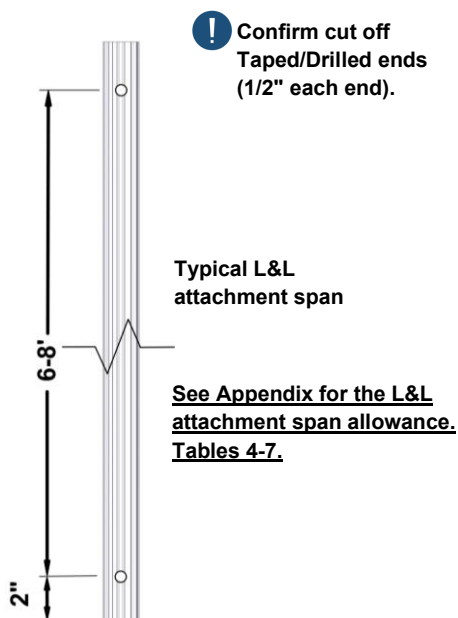 !
Confirm cut off
Taped/Drilled ends
(1/2" each end).
Typical L&L
attachment span
6-8'
See Appendix for the L&L
attachment span allowance.
Tables 4-7.
2"